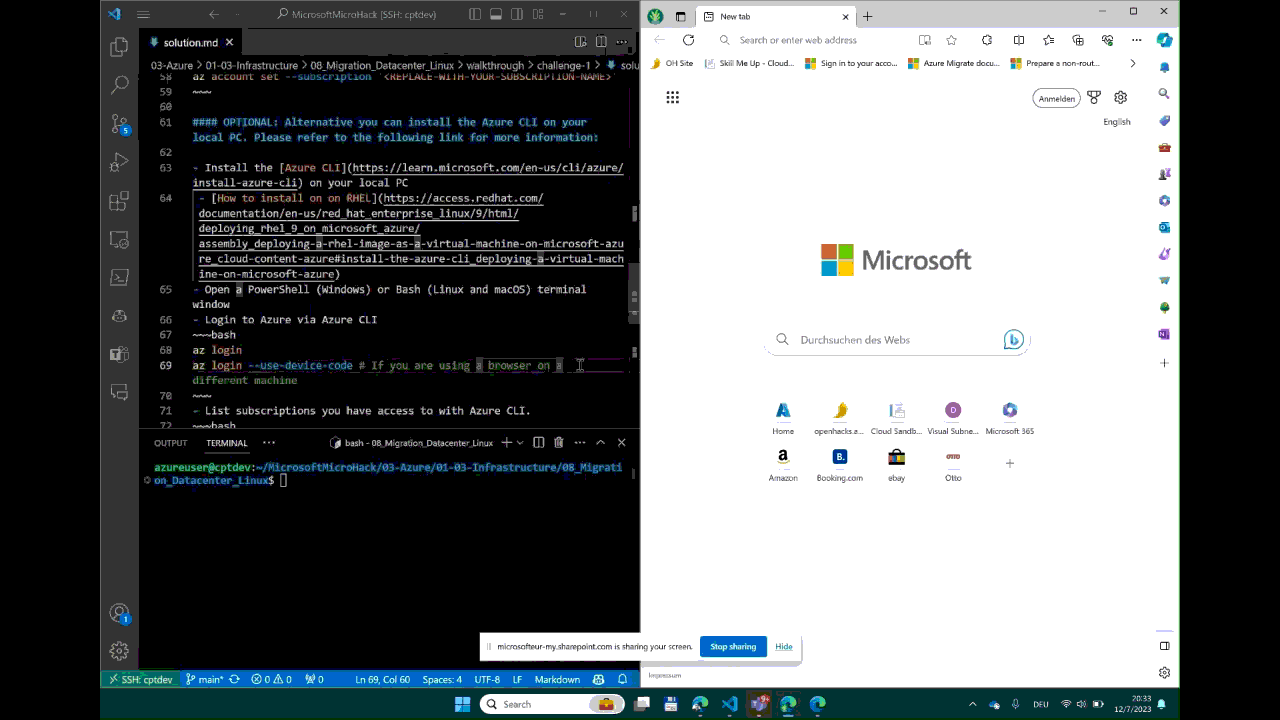 MicrosoftMicroHack [SSH: cptdev]
solution.md
03-Azure > 01-03-Infrastructure > 08_Migration_Datacenter_Linux > walkthrough > challenge-1 > solu
58 az account set --subscription '<REPLACE-WITH-YOUR-SUBSCRIPTION-NAME>'
59 ~~~~
60
61 #### OPTIONAL: Alternative you can install the Azure CLI on your
local PC. Please refer to the following link for more information:
62
63 - Install the [Azure CLI](https://learn.microsoft.com/en-us/cli/azure/
install-azure-cli) on your local PC
64 - [How to install on on RHEL](https://access.redhat.com/
documentation/en-us/red_hat_enterprise_linux/9/html/
deploying_rhel_9_on_microsoft_azure/
assembly_deploying-a-rhel-image-as-a-virtual-machine-on-microsoft-azu
re_cloud-content-azure#install-the-azure-cli_deploying-a-virtual-mach
ine-on-microsoft-azure)
65 - Open a PowerShell (Windows) or Bash (Linux and macOS) terminal
window
66 - Login to Azure via Azure CLI
67 ~~~bash
68 az login
69 az login --use-device-code # If you are using a browser on a
different machine
70 ~~~~
71 - List subscriptions you have access to with Azure CLI.
72 ~~~bash
OUTPUT TERMINAL bash - 08_Migration_Datacenter_Linux
azureuser@cptdev:~/MicrosoftMicroHack/03-Azure/01-03-Infrastructure/08_Migrati
on_Datacenter_Linux$
5
1
SSH: cptdev main* 0 0 0 Ln 69, Col 60 Spaces: 4 UTF-8 LF Markdown
New tab
Search or enter web address
OH Site Skill Me Up - Cloud... Sign in to your acco... Azure Migrate docu... Prepare a non-rout...
Anmelden
English
Microsoft
Durchsuchen des Webs
Home openhacks.a... Cloud Sandb... Visual Subne... Microsoft 365
Amazon Booking.com ebay Otto
microsofteur-my.sharepoint.com is sharing your screen. Stop sharing Hide
Impressum
Search
DEU
20:33
12/7/2023